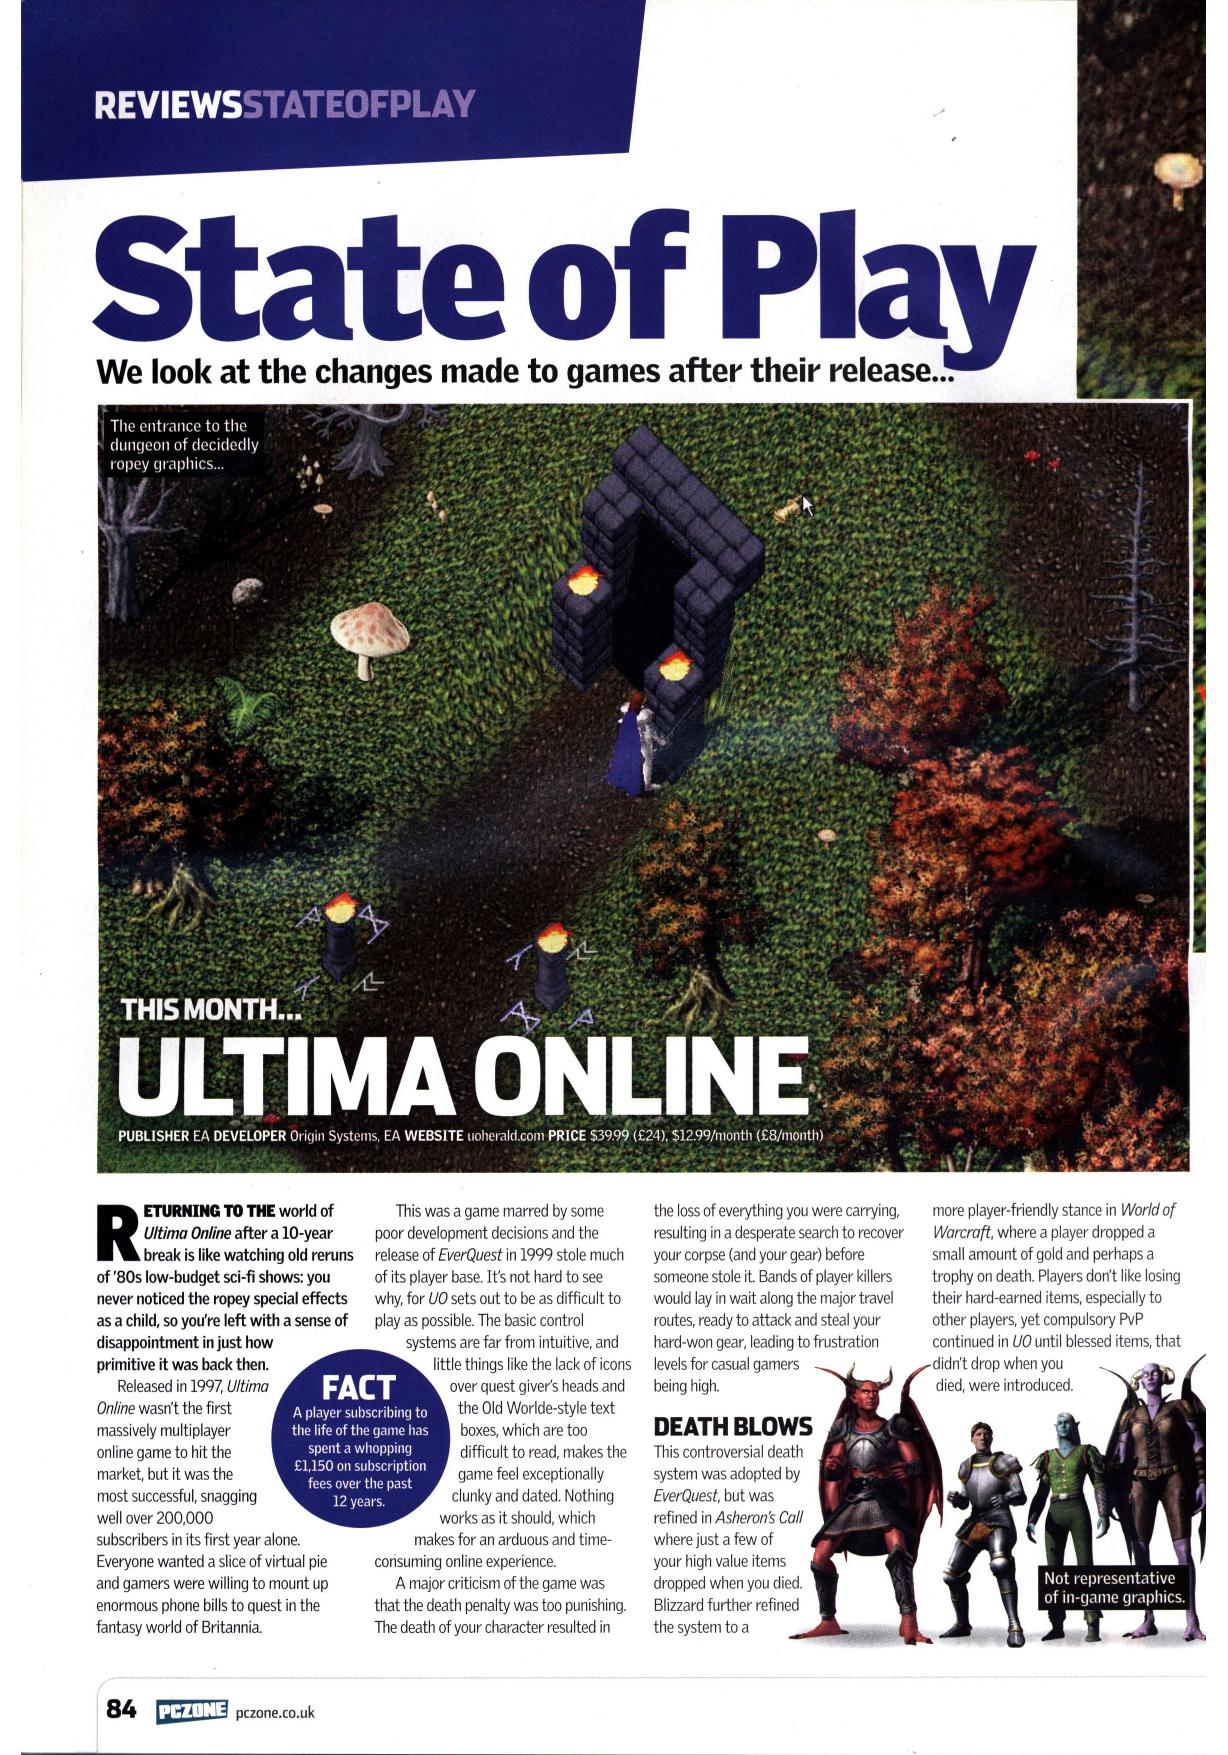 REVIEWSSTATEOFPLAY
State of Play
We look at the changes made to games after their release...
The entrance to the
dungeon of decidedly
ropey graphics...
THIS MONTH...
ULTIMA ONLINE
PUBLISHER EA DEVELOPER Origin Systems, EA WEBSITE uoherald.com PRICE $39.99 (£24), $12.99/month (£8/month)
RETURNING TO THE world of
Ultima Online after a 10-year
break is like watching old reruns
of '80s low-budget sci-fi shows: you
never noticed the ropey special effects
as a child, so you're left with a sense of
disappointment in just how
primitive it was back then.
Released in 1997, Ultima
Online wasn't the first
massively multiplayer
online game to hit the
market, but it was the
most successful, snagging
well over 200,000
subscribers in its first year alone.
Everyone wanted a slice of virtual pie
and gamers were willing to mount up
enormous phone bills to quest in the
fantasy world of Britannia.
FACT
A player subscribing to
the life of the game has
spent a whopping
£1,150 on subscription
fees over the past
12 years.
This was a game marred by some
poor development decisions and the
release of EverQuest in 1999 stole much
of its player base. It's not hard to see
why, for UO sets out to be as difficult to
play as possible. The basic control
systems are far from intuitive, and
little things like the lack of icons
over quest giver's heads and
the Old Worlde-style text
boxes, which are too
difficult to read, makes the
game feel exceptionally
clunky and dated. Nothing
works as it should, which
makes for an arduous and time-
consuming online experience.
A major criticism of the game was
that the death penalty was too punishing.
The death of your character resulted in
the loss of everything you were carrying,
resulting in a desperate search to recover
your corpse (and your gear) before
someone stole it. Bands of player killers
would lay in wait along the major travel
routes, ready to attack and steal your
hard-won gear, leading to frustration
levels for casual gamers
being high.
DEATH BLOWS
This controversial death
system was adopted by
EverQuest, but was
refined in Asheron's Call
where just a few of
your high value items
dropped when you died.
Blizzard further refined
the system to a
more player-friendly stance in World of
Warcraft, where a player dropped a
small amount of gold and perhaps a
trophy on death. Players don't like losing
their hard-earned items, especially to
other players, yet compulsory PvP
continued in UO until blessed items, that
didn't drop when you
died, were introduced.
Not representative
of in-game graphics.
84 PCZONE pczone.co.uk